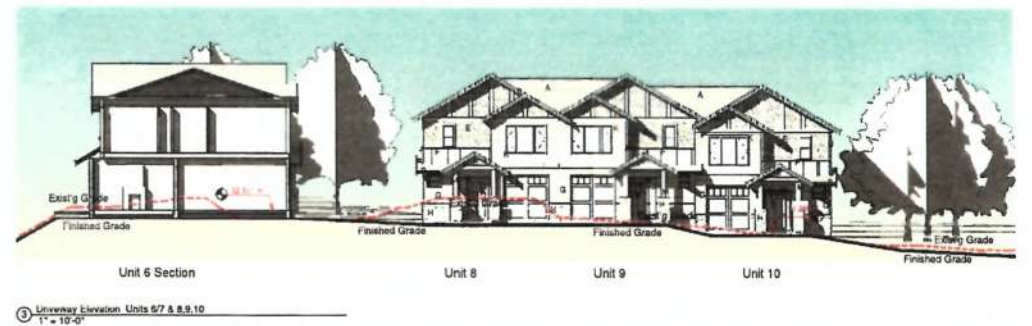 A
A
E
F
G
G
H
H
H
Exist'g Grade
Finished Grade
Finished Grade
Finished Grade
Exist'g Grade
Finished Grade
Unit 6 Section
Unit 8
Unit 9
Unit 10
3 Driveway Elevation Units 6/7 & 8,9,10
1" = 10'-0"